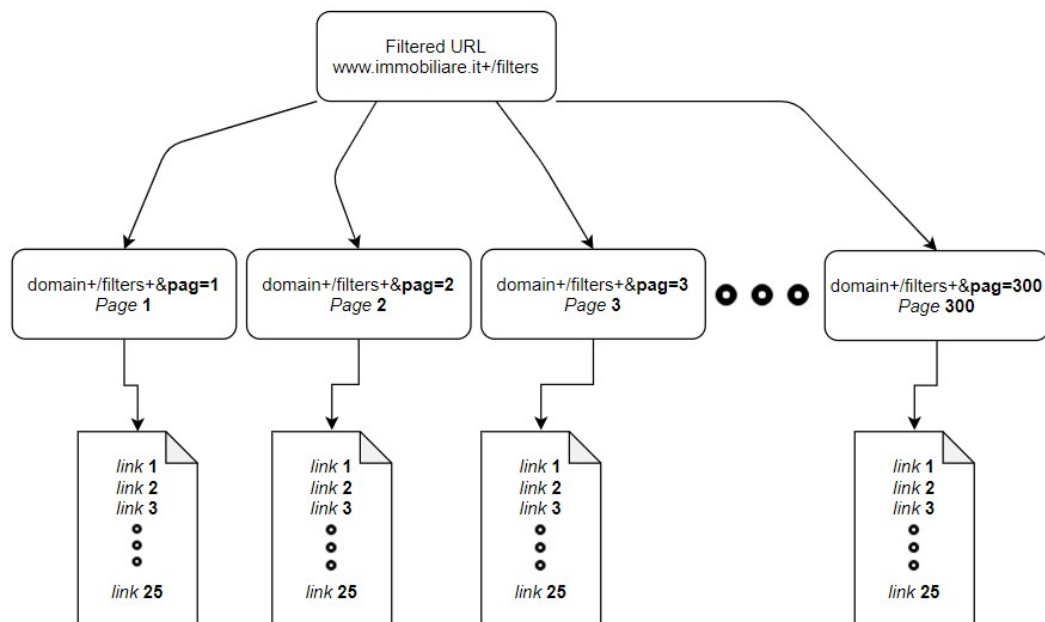 Filtered URL
www.immobiliare.it+/filters
domain+/filters+&pag=1
Page 1
domain+/filters+&pag=2
Page 2
domain+/filters+&pag=3
Page 3
domain+/filters+&pag=300
Page 300
link 1
link 2
link 3
link 25
link 1
link 2
link 3
link 25
link 1
link 2
link 3
link 25
link 1
link 2
link 3
link 25